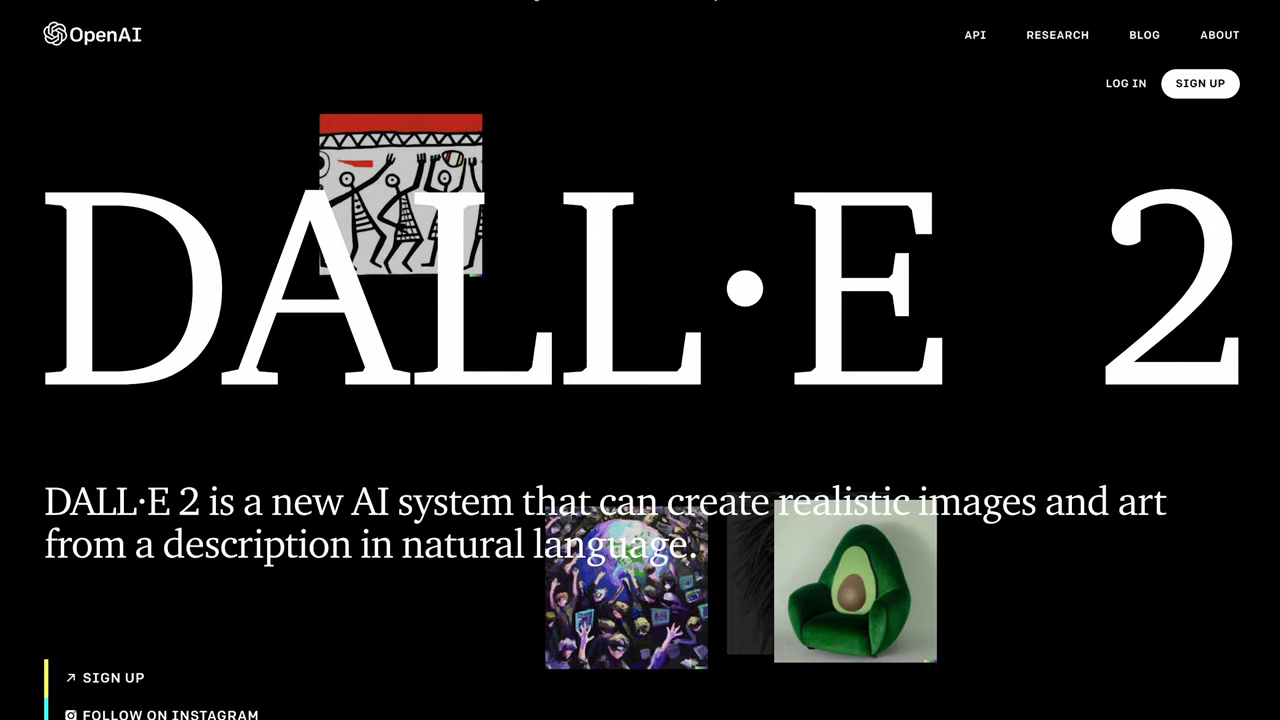 OpenAI
API RESEARCH BLOG ABOUT
LOG IN SIGN UP
DALL·E 2
DALL·E 2 is a new AI system that can create realistic images and art
from a description in natural language.
↗ SIGN UP
FOLLOW ON INSTAGRAM